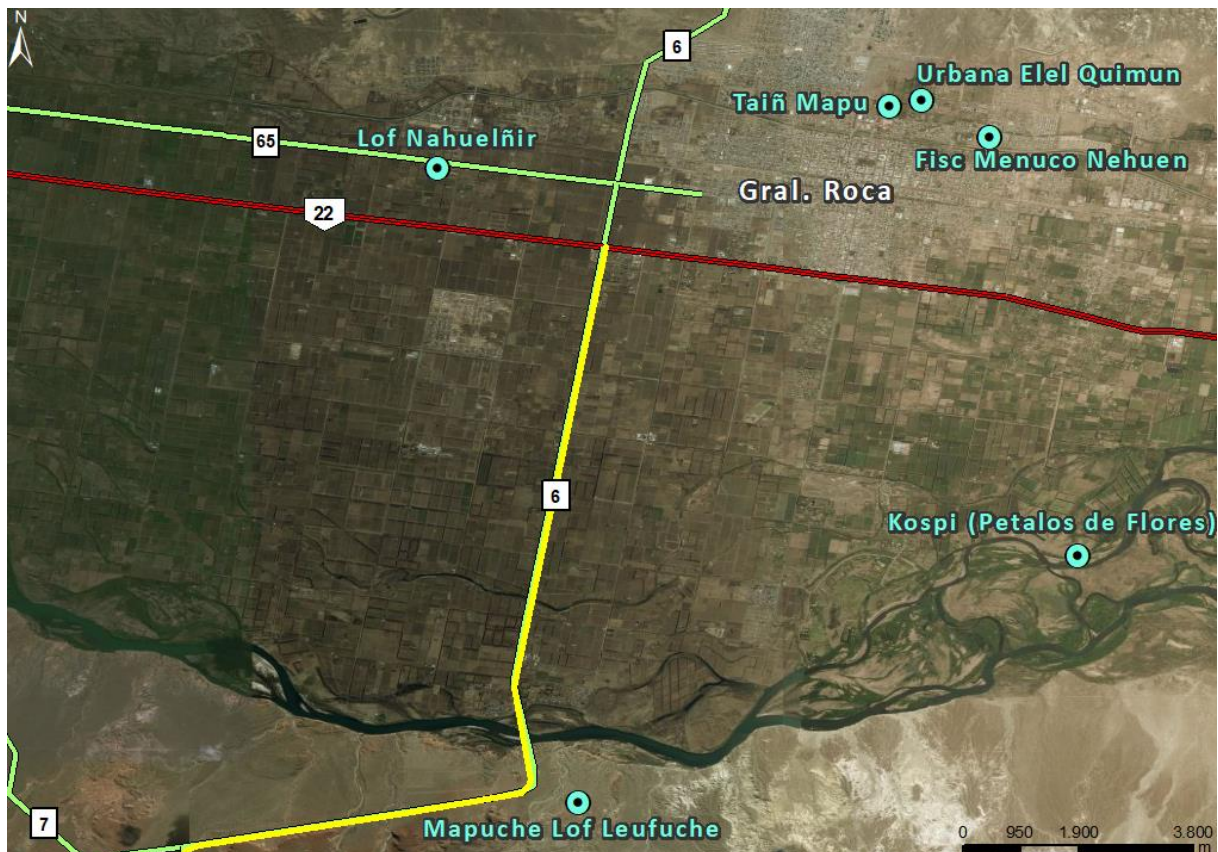 N
6
Urbana Elel Quimun
Taiñ Mapu
65
Lof Nahuelñir
Fisc Menuco Nehuen
Gral. Roca
22
6
Kospi (Petalos de Flores)
7
Mapuche Lof Leufuche
0 950 1.900 3.800
m